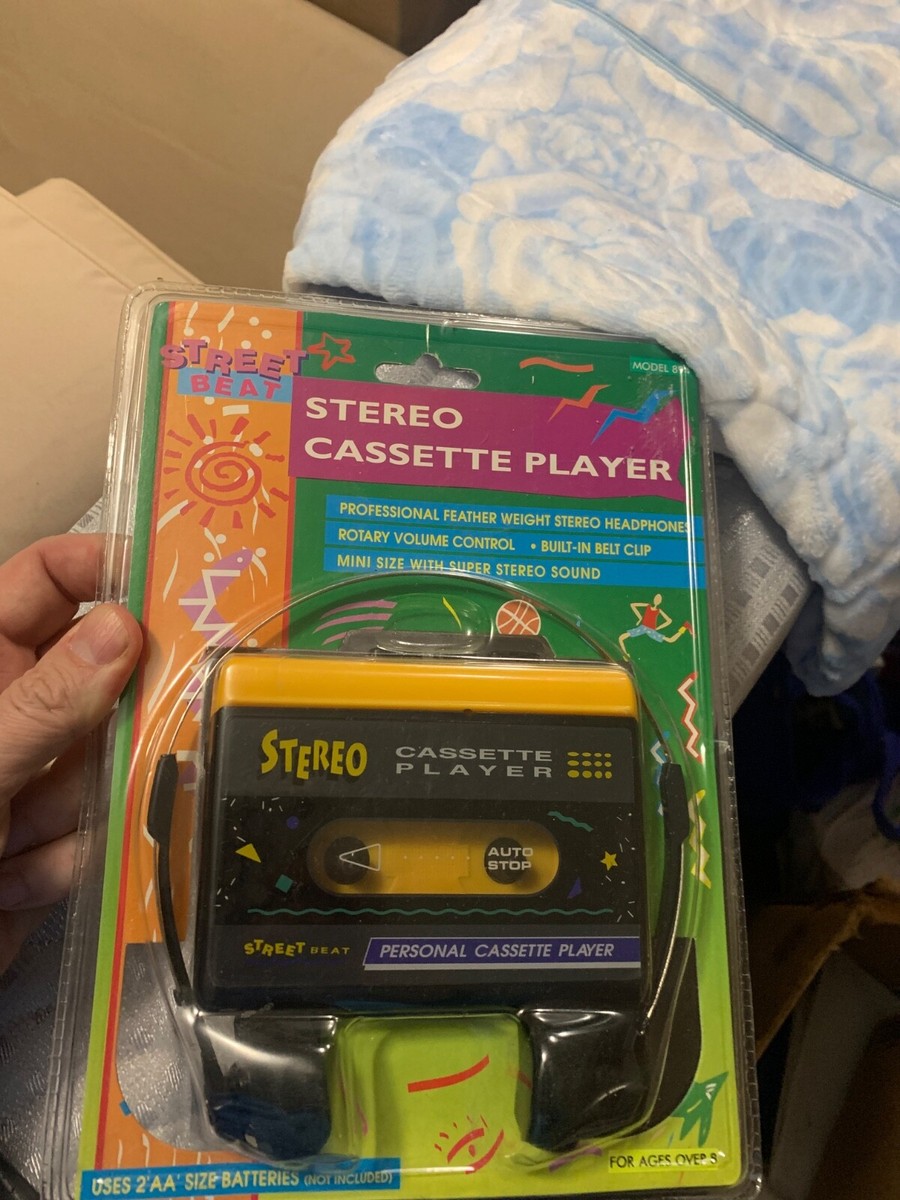 STREET
BEAT
MODEL
STEREO
CASSETTE PLAYER
PROFESSIONAL FEATHER WEIGHT STEREO HEADPHONES
ROTARY VOLUME CONTROL • BUILT-IN BELT CLIP
MINI SIZE WITH SUPER STEREO SOUND
STEREO CASSETTE
PLAYER
AUTO
STOP
STREET BEAT PERSONAL CASSETTE PLAYER
FOR AGES OVER 8
USES 2'AA' SIZE BATTERIES (NOT INCLUDED)